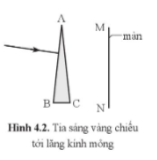 A
M
màn
B
C
N
Hình 4.2. Tia sáng vàng chiếu
tới lăng kính mỏng